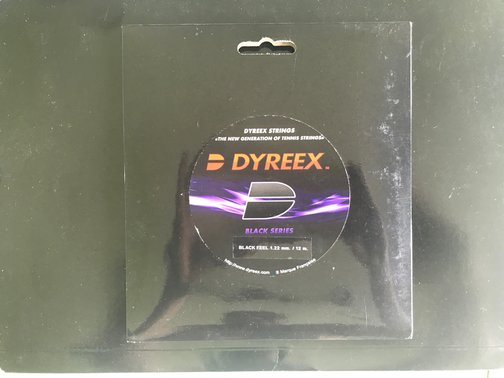 DYREEX STRINGS
«THE NEW GENERATION OF TENNIS STRINGS»
DYREEX
BLACK SERIES
BLACK FEEL 1.22 mm. / 12 m.
http://www.dyreex.com ® Marque Française